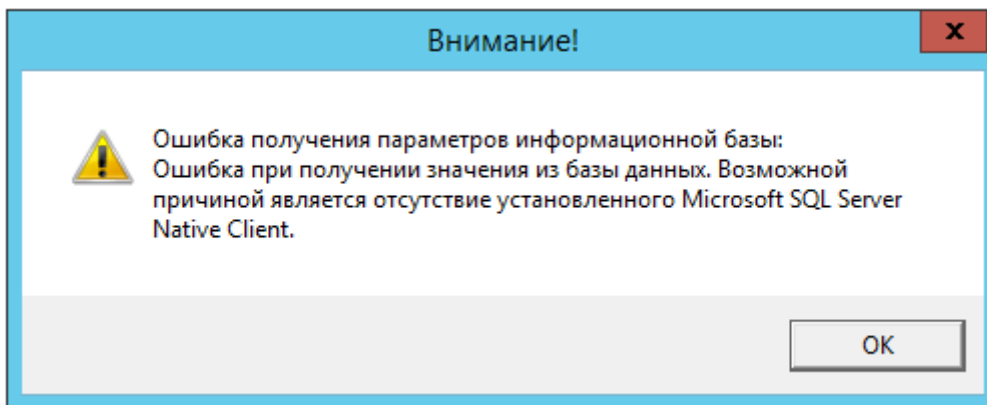 Внимание!
x
Ошибка получения параметров информационной базы:
Ошибка при получении значения из базы данных. Возможной
причиной является отсутствие установленного Microsoft SQL Server
Native Client.
OK